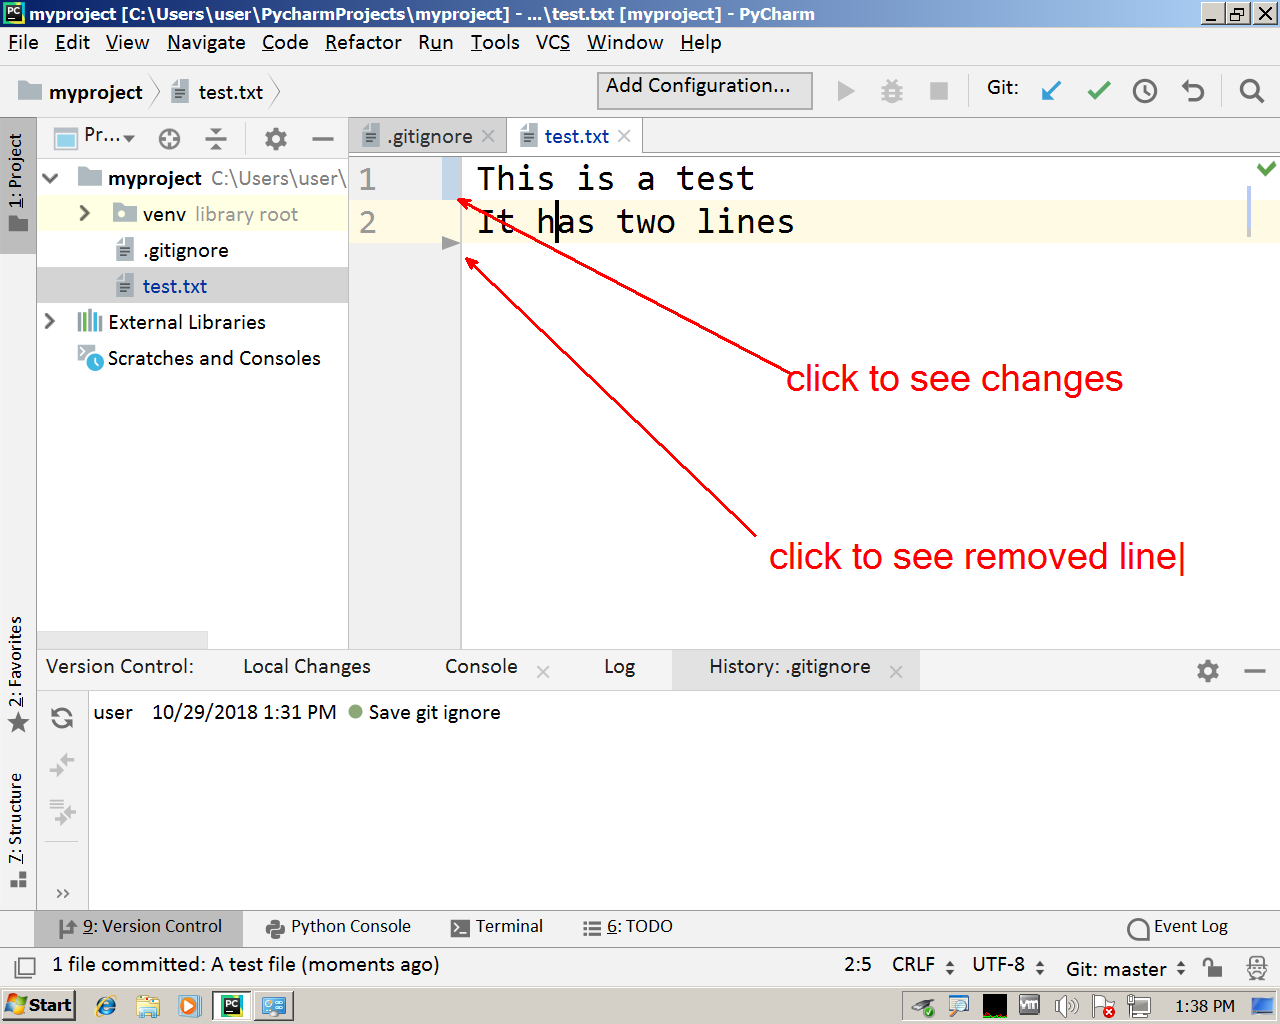 myproject [C:\Users\user\PycharmProjects\myproject] - ...\test.txt [myproject] - PyCharm
File Edit View Navigate Code Refactor Run Tools VCS Window Help
myproject test.txt Add Configuration... Git:
1: Project
Pr...
.gitignore test.txt
myproject C:\Users\user\
venv library root
.gitignore
test.txt
External Libraries
Scratches and Consoles
1 This is a test
2 It has two lines
click to see changes
click to see removed line|
2: Favorites
7: Structure
Version Control: Local Changes Console Log History: .gitignore
user 10/29/2018 1:31 PM Save git ignore
9: Version Control Python Console Terminal 6: TODO Event Log
1 file committed: A test file (moments ago) 2:5 CRLF UTF-8 Git: master
Start 1:38 PM